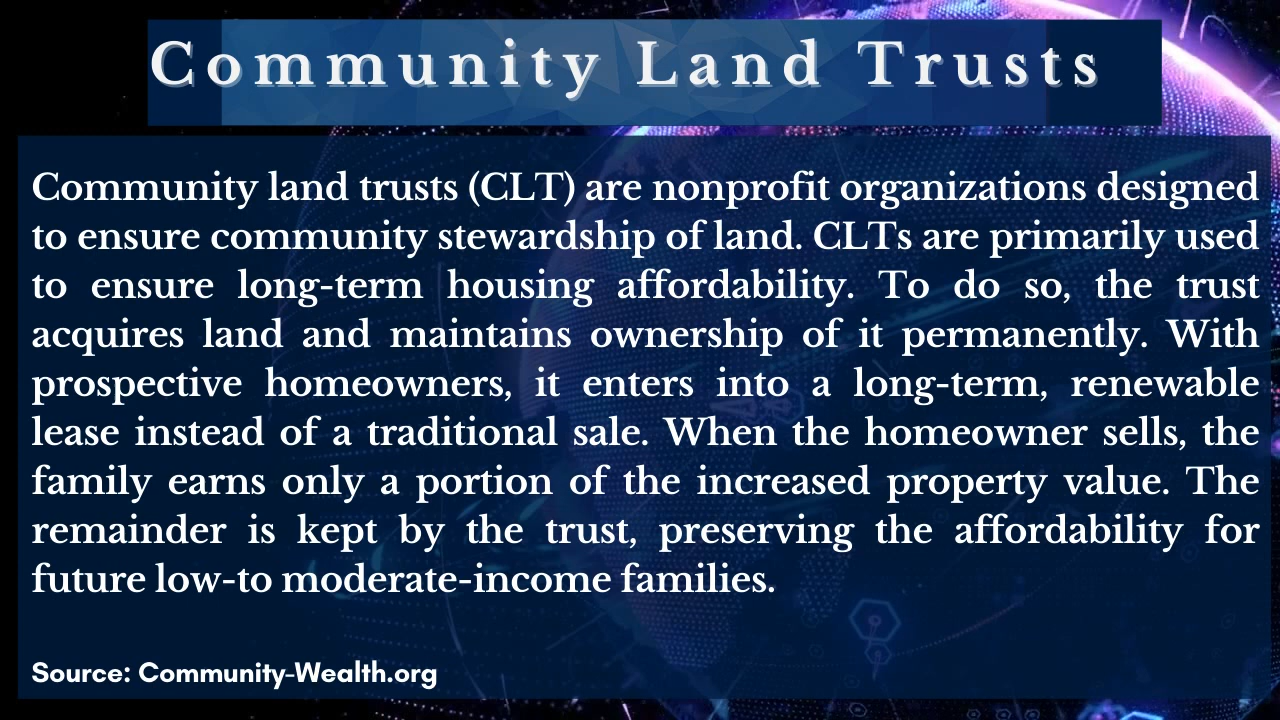 Community Land Trusts
Community land trusts (CLT) are nonprofit organizations designed
to ensure community stewardship of land. CLTs are primarily used
to ensure long-term housing affordability. To do so, the trust
acquires land and maintains ownership of it permanently. With
prospective homeowners, it enters into a long-term, renewable
lease instead of a traditional sale. When the homeowner sells, the
family earns only a portion of the increased property value. The
remainder is kept by the trust, preserving the affordability for
future low-to moderate-income families.
Source: Community-Wealth.org